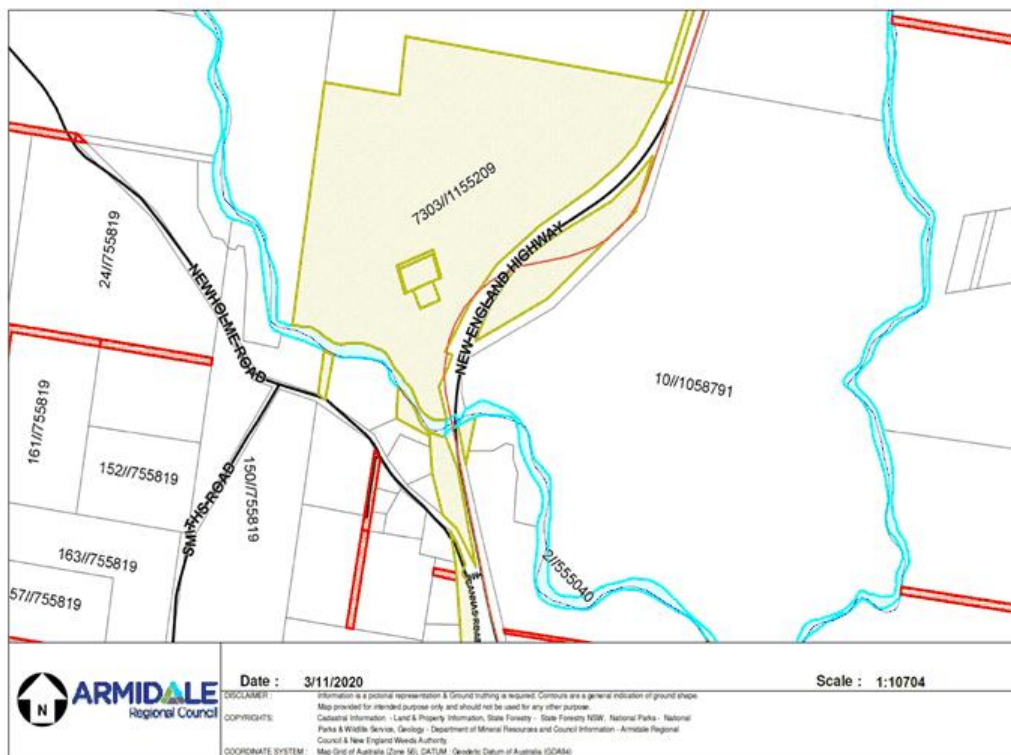 7303//1155209
24//755819
NEWHOLME ROAD
NEW ENGLAND HIGHWAY
10//1058791
161//755819
152//755819
150//755819
SMITHS ROAD
163//755819
57//755819
2//555040
ROAD
N
ARMIDALE
Regional Council
Date : 3/11/2020
Scale : 1:10704
DISCLAIMER : Information is a pictorial representation & Ground truthing is required. Contours are a general indication of ground shape.
Map provided for intended purpose only and should not be used for any other purpose.
COPYRIGHTS: Cadastral Information - Land & Property Information, State Forestry - State Forestry NSW, National Parks - National
Parks & Wildlife Service, Geology - Department of Mineral Resources and Council Information - Armidale Regional
Council & New England Weeds Authority.
COORDINATE SYSTEM : Map Grid of Australia (Zone 56), DATUM : Geodetic Datum of Australia (GDA94)